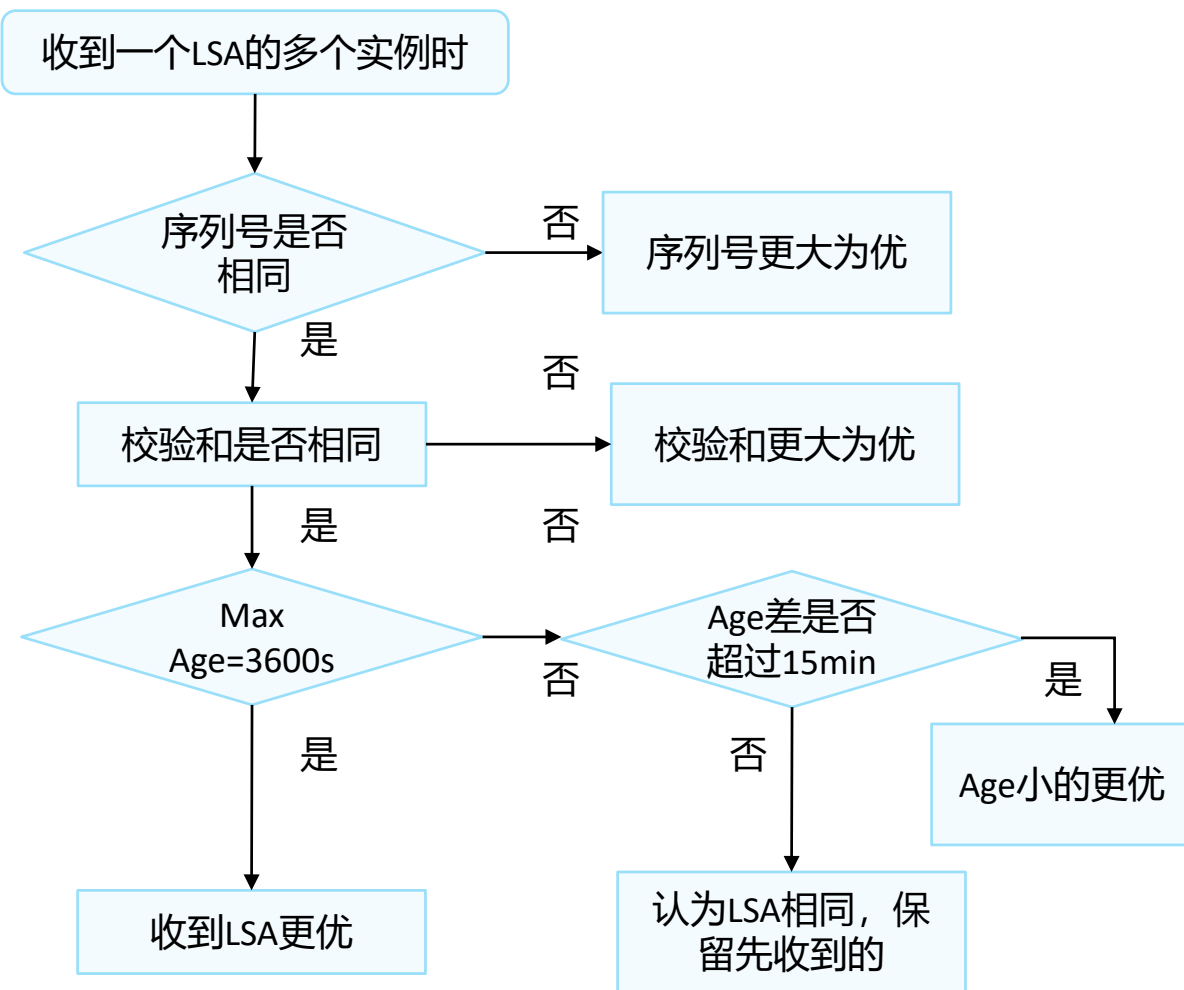 收到一个LSA的多个实例时
序列号是否
相同
否
序列号更大为优
是
否
校验和是否相同
校验和更大为优
是
否
Max
Age=3600s
否
Age差是否
超过15min
是
是
否
Age小的更优
收到LSA更优
认为LSA相同，保
留先收到的